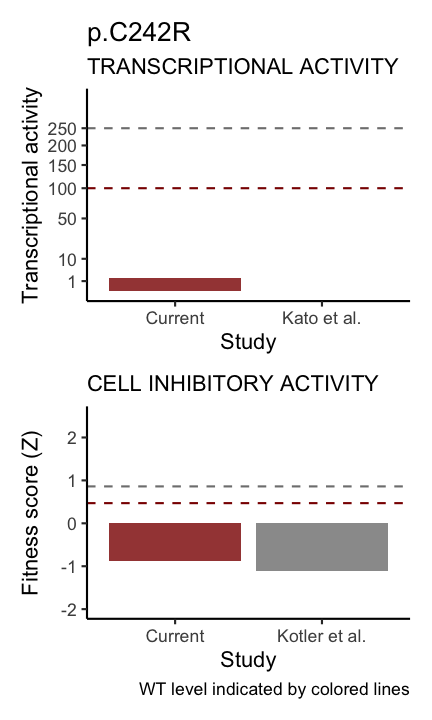 p.C242R
TRANSCRIPTIONAL ACTIVITY
Transcriptional activity
250
200
150
100
50
10
1
Current
Kato et al.
Study
CELL INHIBITORY ACTIVITY
Fitness score (Z)
2
1
0
-1
-2
Current
Kotler et al.
Study
WT level indicated by colored lines